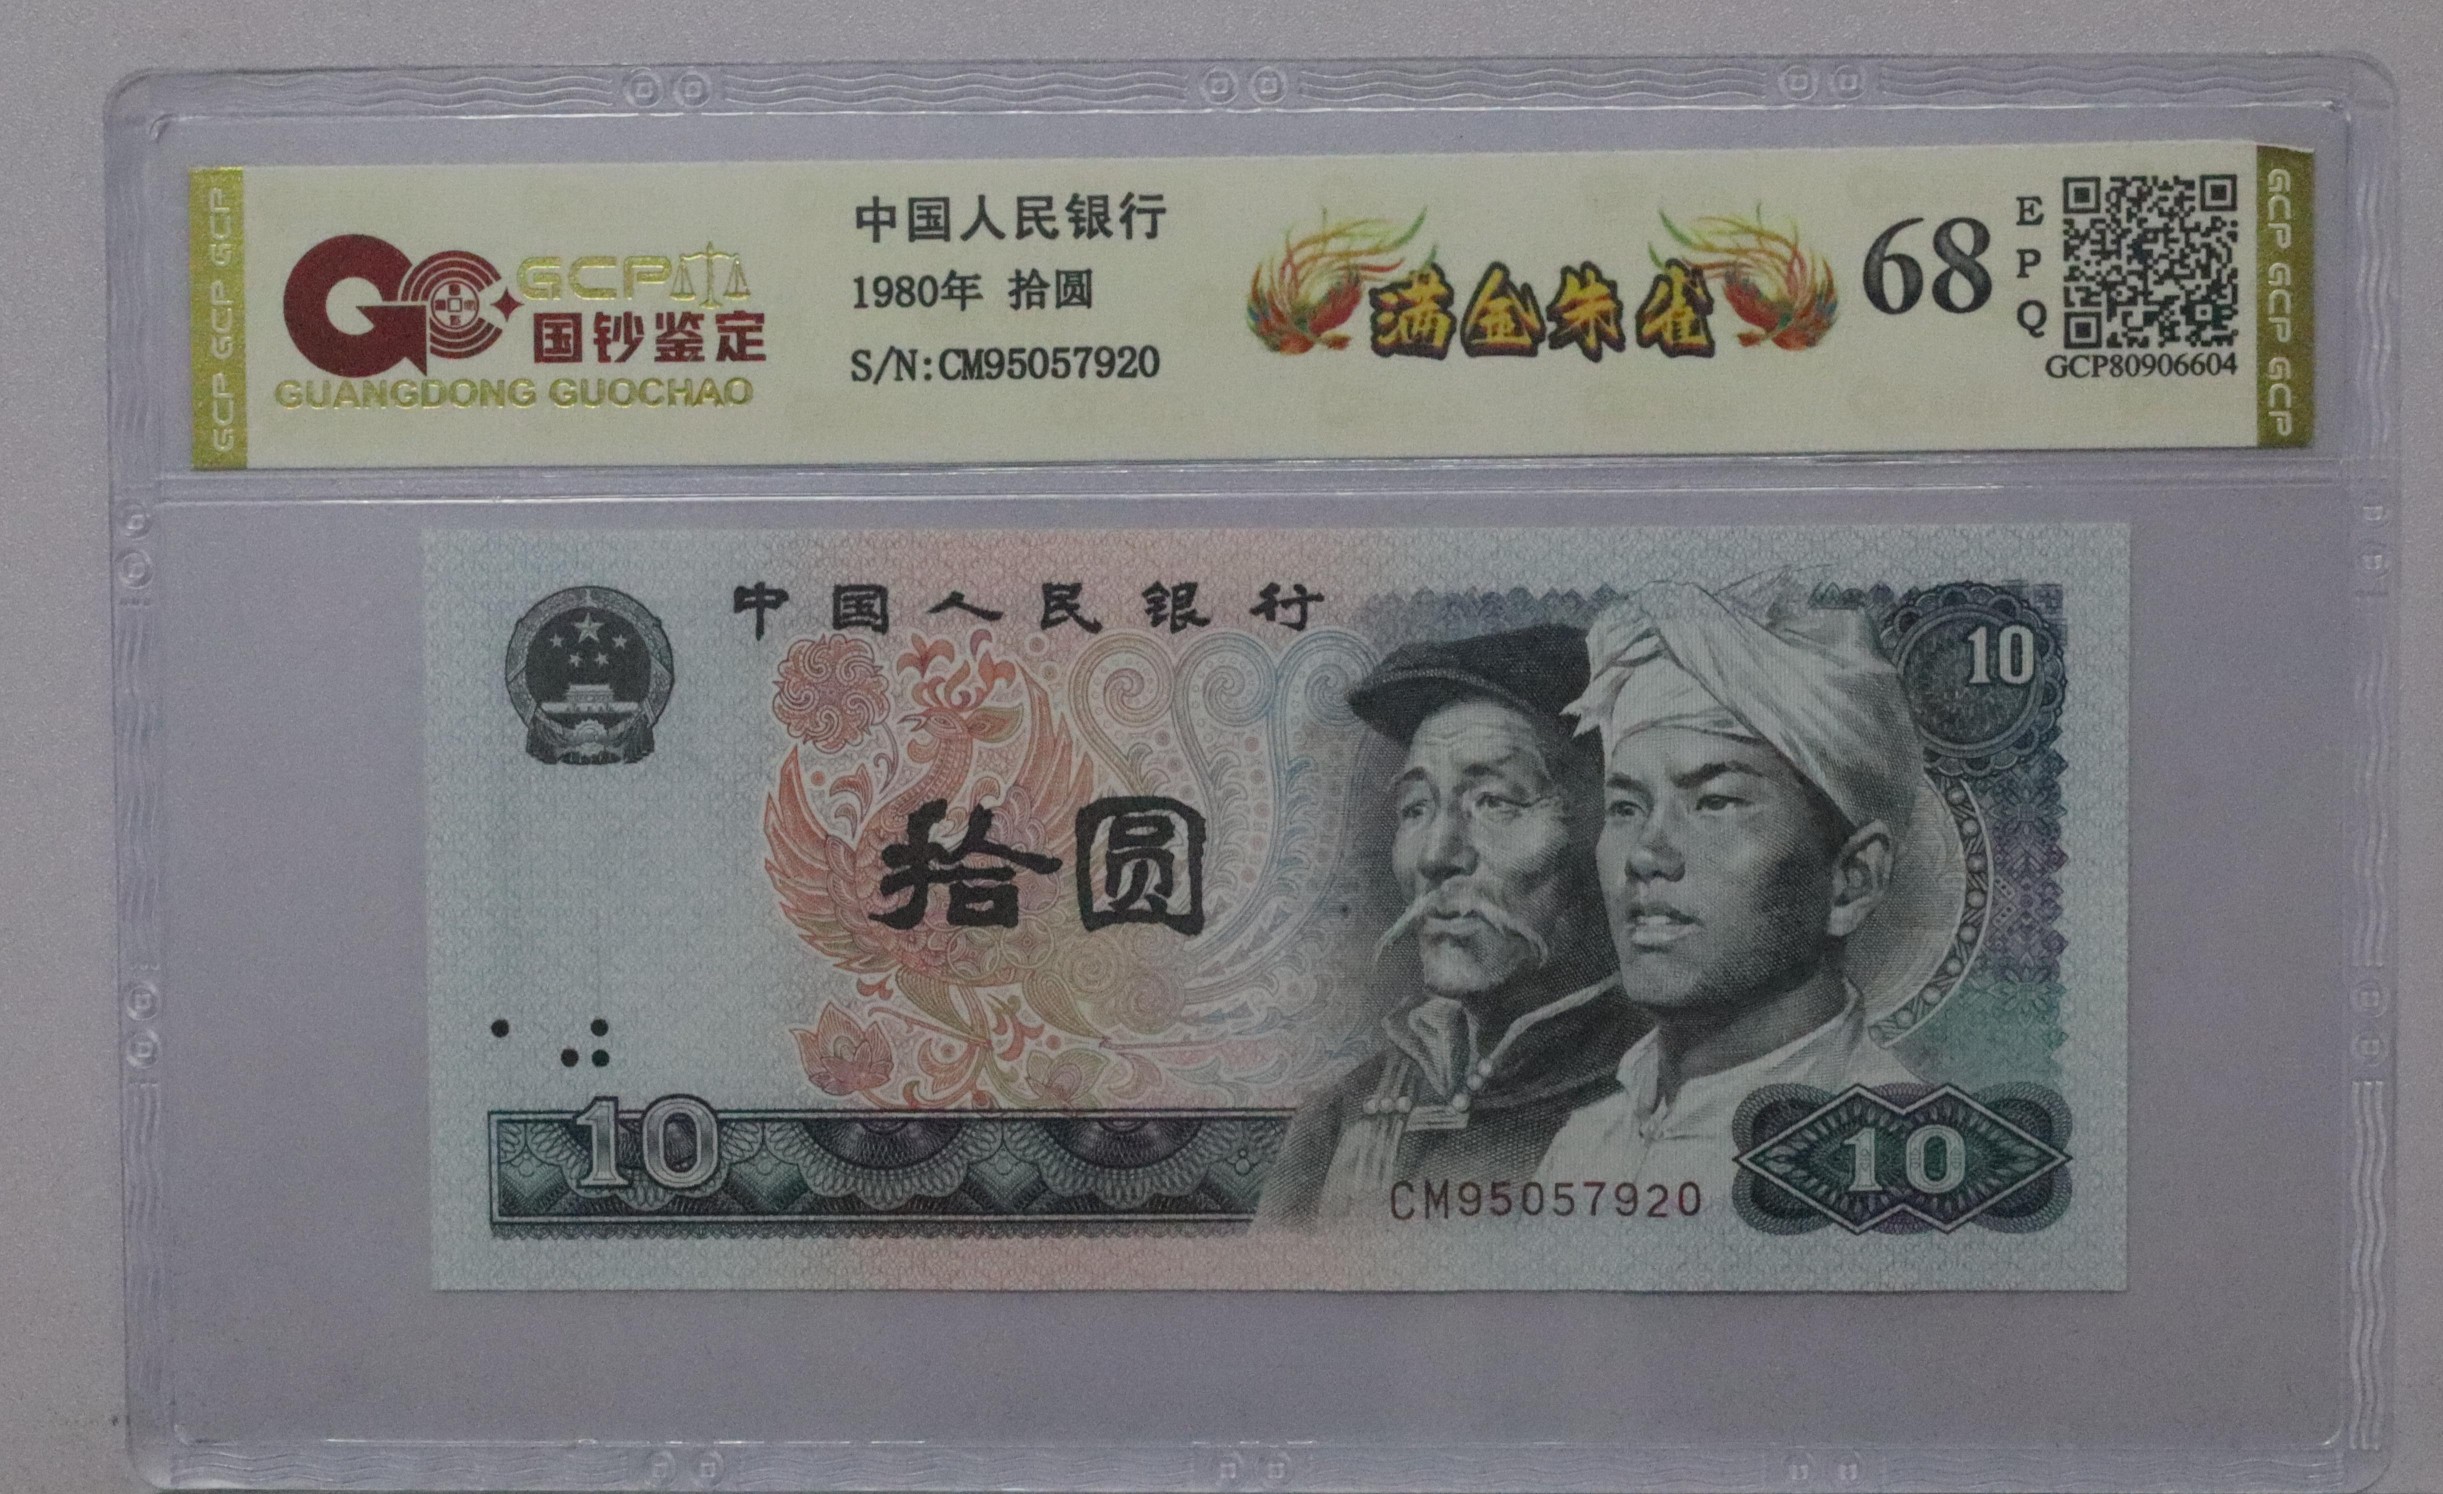 GCP GCP GCP
GCP
国钞鉴定
GUANGDONG GUOCHAO
中国人民银行
1980年 拾圆
S/N:CM95057920
满金朱雀
68
E
P
Q
GCP80906604
GCP GCP GCP
中国人民银行
10
拾圆
10
10
CM95057920